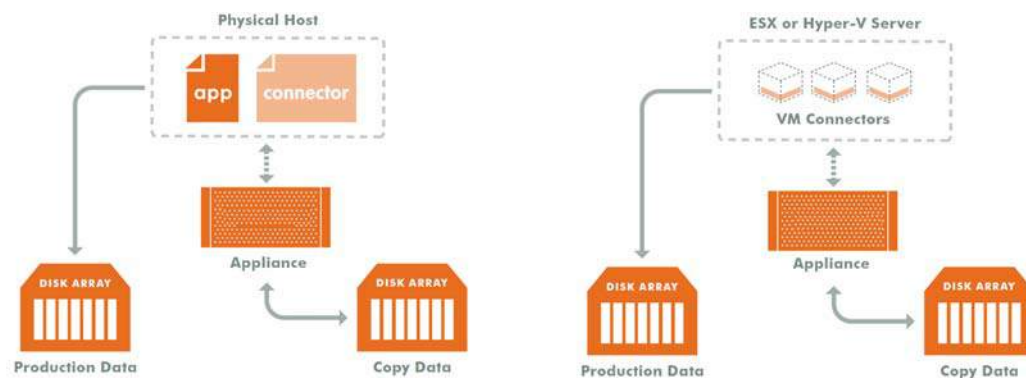 Physical Host
app
connector
Appliance
DISK ARRAY
Production Data
DISK ARRAY
Copy Data
ESX or Hyper-V Server
VM Connectors
Appliance
DISK ARRAY
Production Data
DISK ARRAY
Copy Data